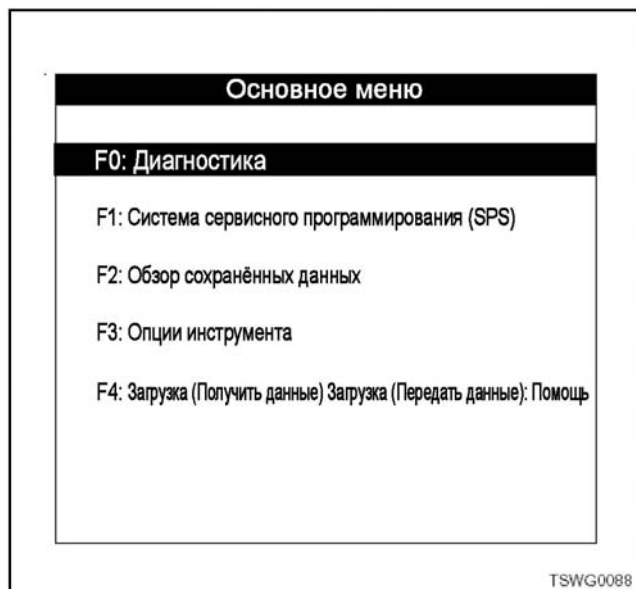 Основное меню
F0: Диагностика
F1: Система сервисного программирования (SPS)
F2: Обзор сохранённых данных
F3: Опции инструмента
F4: Загрузка (Получить данные) Загрузка (Передать данные): Помощь
TSWG0088